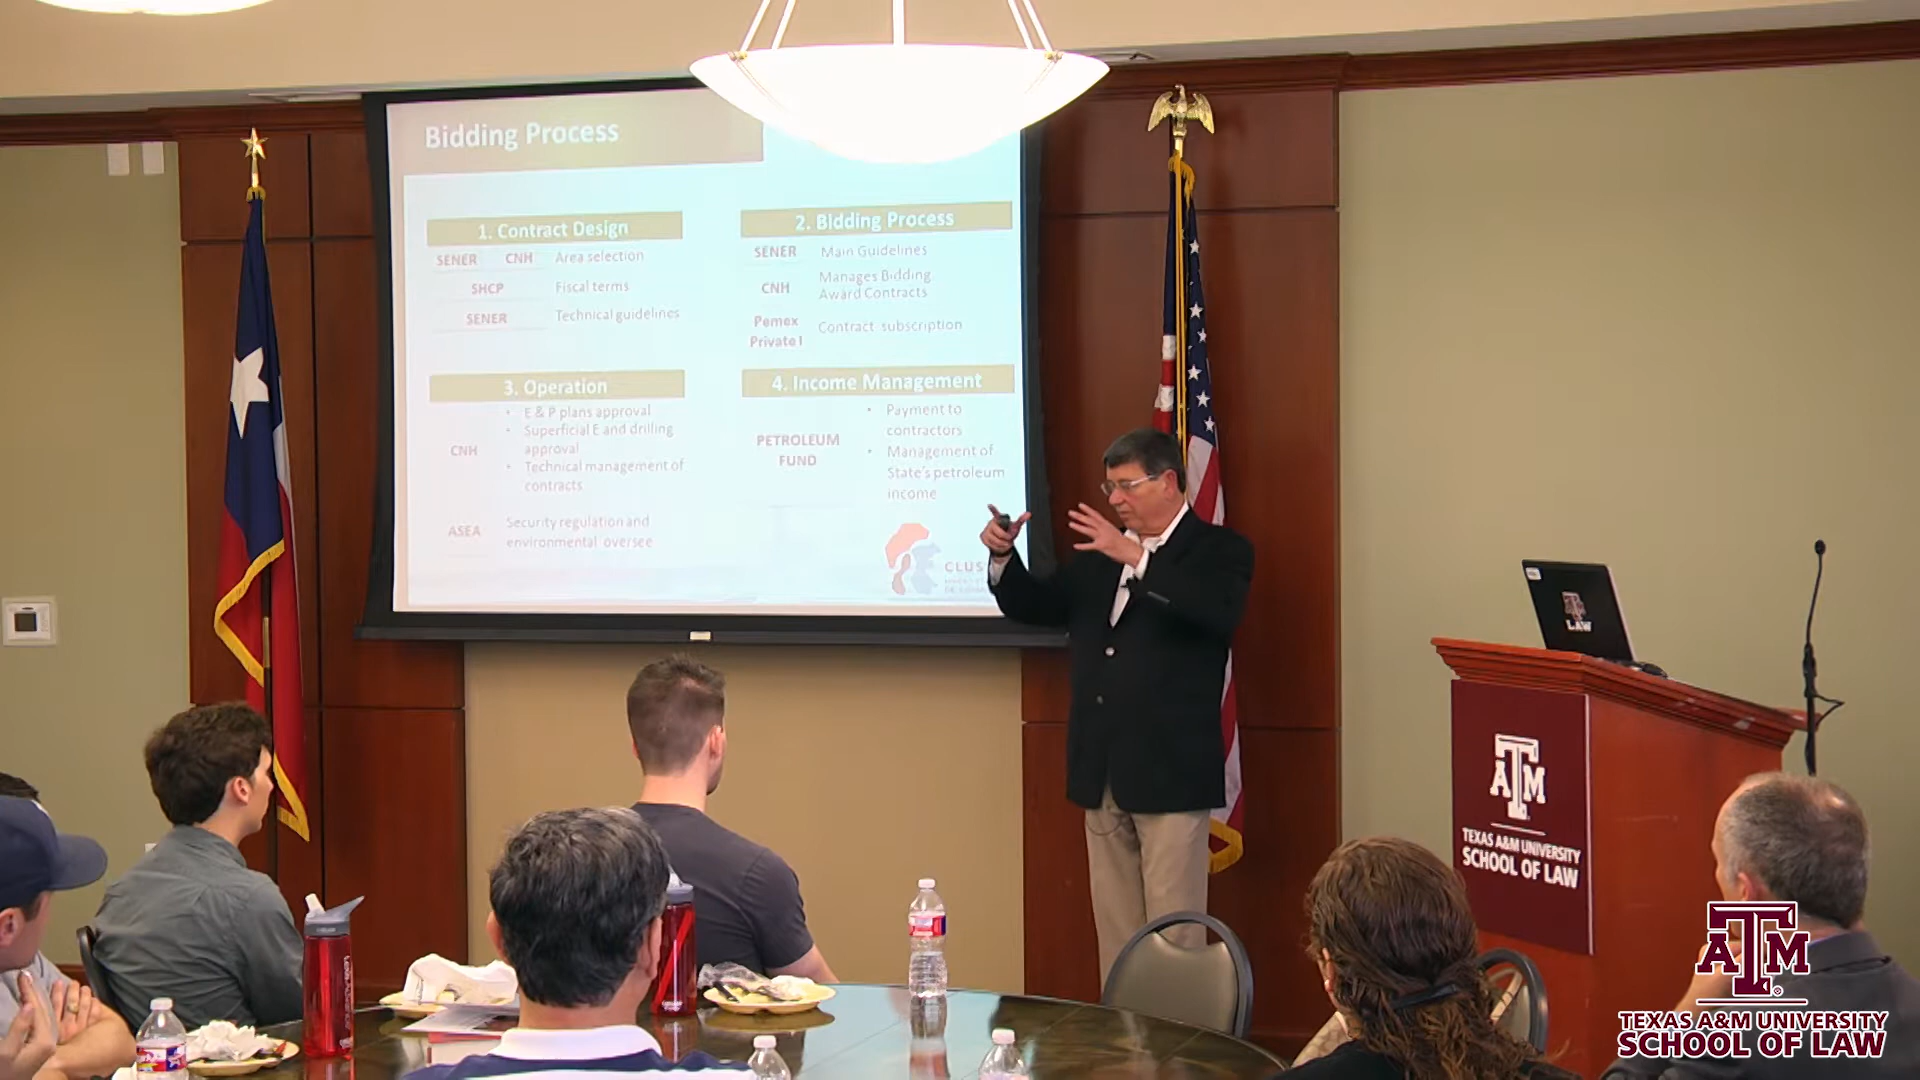 Bidding Process
1. Contract Design
SENER CNH Area selection
SHCP Fiscal terms
SENER Technical guidelines
2. Bidding Process
SENER Main Guidelines
CNH Manages Bidding
Award Contracts
Pemex
Private I
Contract subscription
3. Operation
CNH
• E & P plans approval
• Superficial E and drilling
approval
• Technical management of
contracts
ASEA
Security regulation and
environmental oversee
4. Income Management
PETROLEUM
FUND
• Payment to
contractors
• Management of
State's petroleum
income
CLUS
LAW
ATM
TEXAS A&M UNIVERSITY
SCHOOL OF LAW
ATM
TEXAS A&M UNIVERSITY
SCHOOL OF LAW